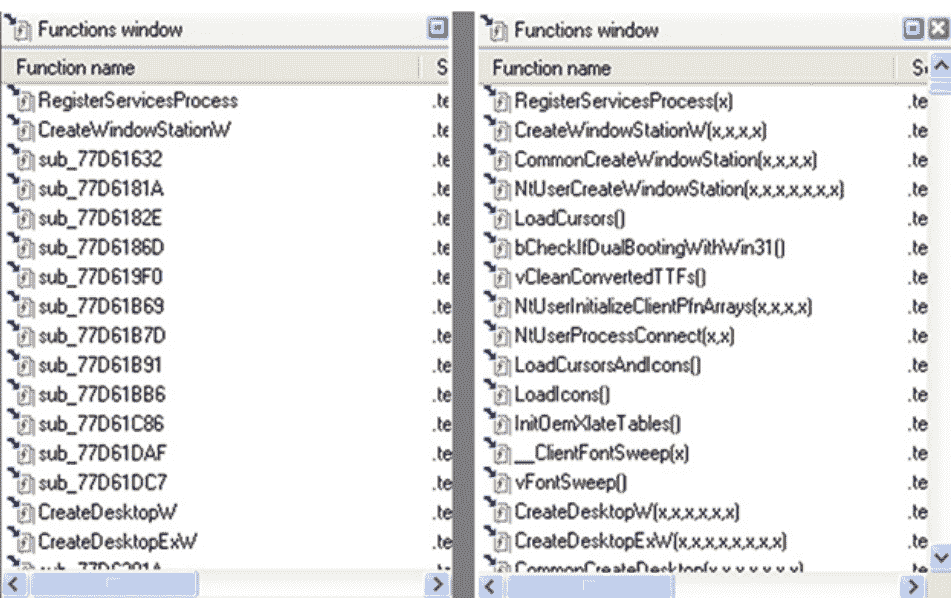 Functions window
Function name S
RegisterServicesProcess .te
CreateWindowStationW .te
sub_77D61632 .te
sub_77D6181A .te
sub_77D6182E .te
sub_77D6186D .te
sub_77D619F0 .te
sub_77D61B69 .te
sub_77D61B7D .te
sub_77D61B91 .te
sub_77D61BB6 .te
sub_77D61C86 .te
sub_77D61DAF .te
sub_77D61DC7 .te
CreateDesktopW .te
CreateDesktopExW .te
Functions window
Function name S
RegisterServicesProcess(x) .te
CreateWindowStationW(x,x,x,x) .te
CommonCreateWindowStation(x,x,x,x) .te
NtUserCreateWindowStation(x,x,x,x,x,x,x) .te
LoadCursors() .te
bCheckIfDualBootingWithWin31() .te
vCleanConvertedTTFs() .te
NtUserInitializeClientPfnArrays(x,x,x,x) .te
NtUserProcessConnect(x,x) .te
LoadCursorsAndIcons() .te
LoadIcons() .te
InitOemXlateTables() .te
__ClientFontSweep(x) .te
vFontSweep() .te
CreateDesktopW(x,x,x,x,x,x) .te
CreateDesktopExW(x,x,x,x,x,x,x,x) .te